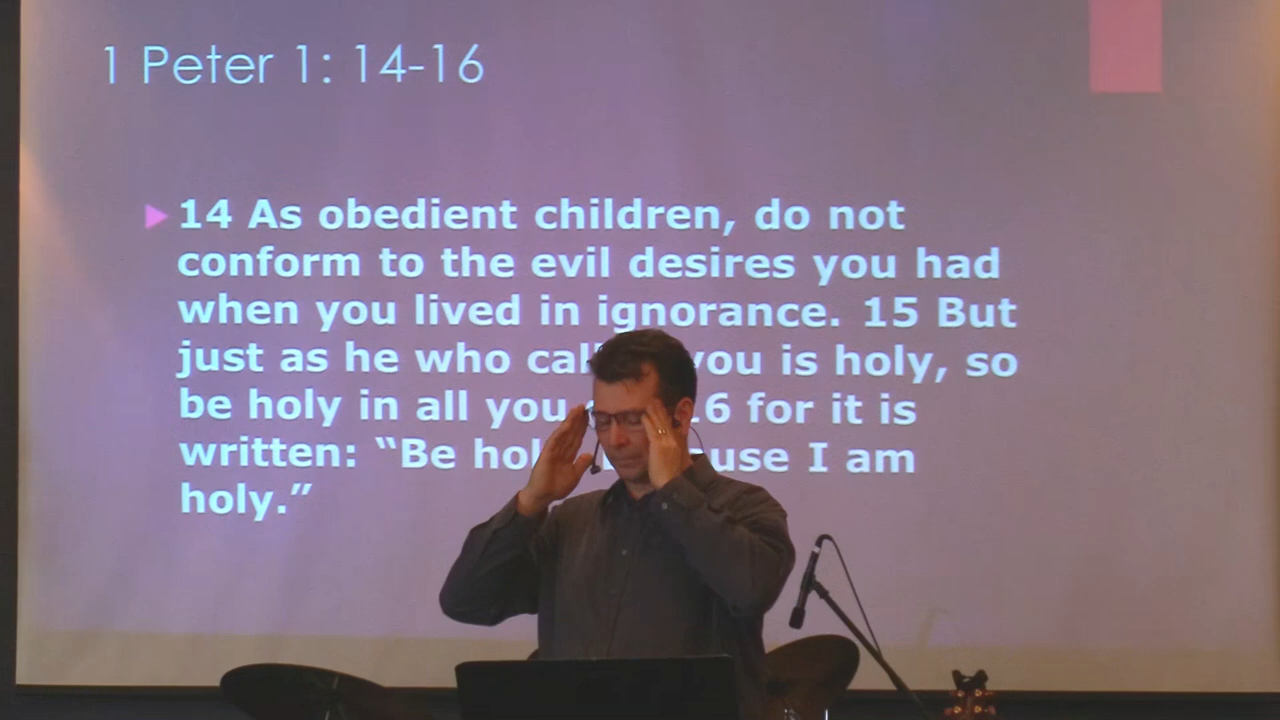 1 Peter 1: 14-16
14 As obedient children, do not
conform to the evil desires you had
when you lived in ignorance. 15 But
just as he who you is holy, so
be holy in all you 16 for it is
written: “Be I am
holy.”